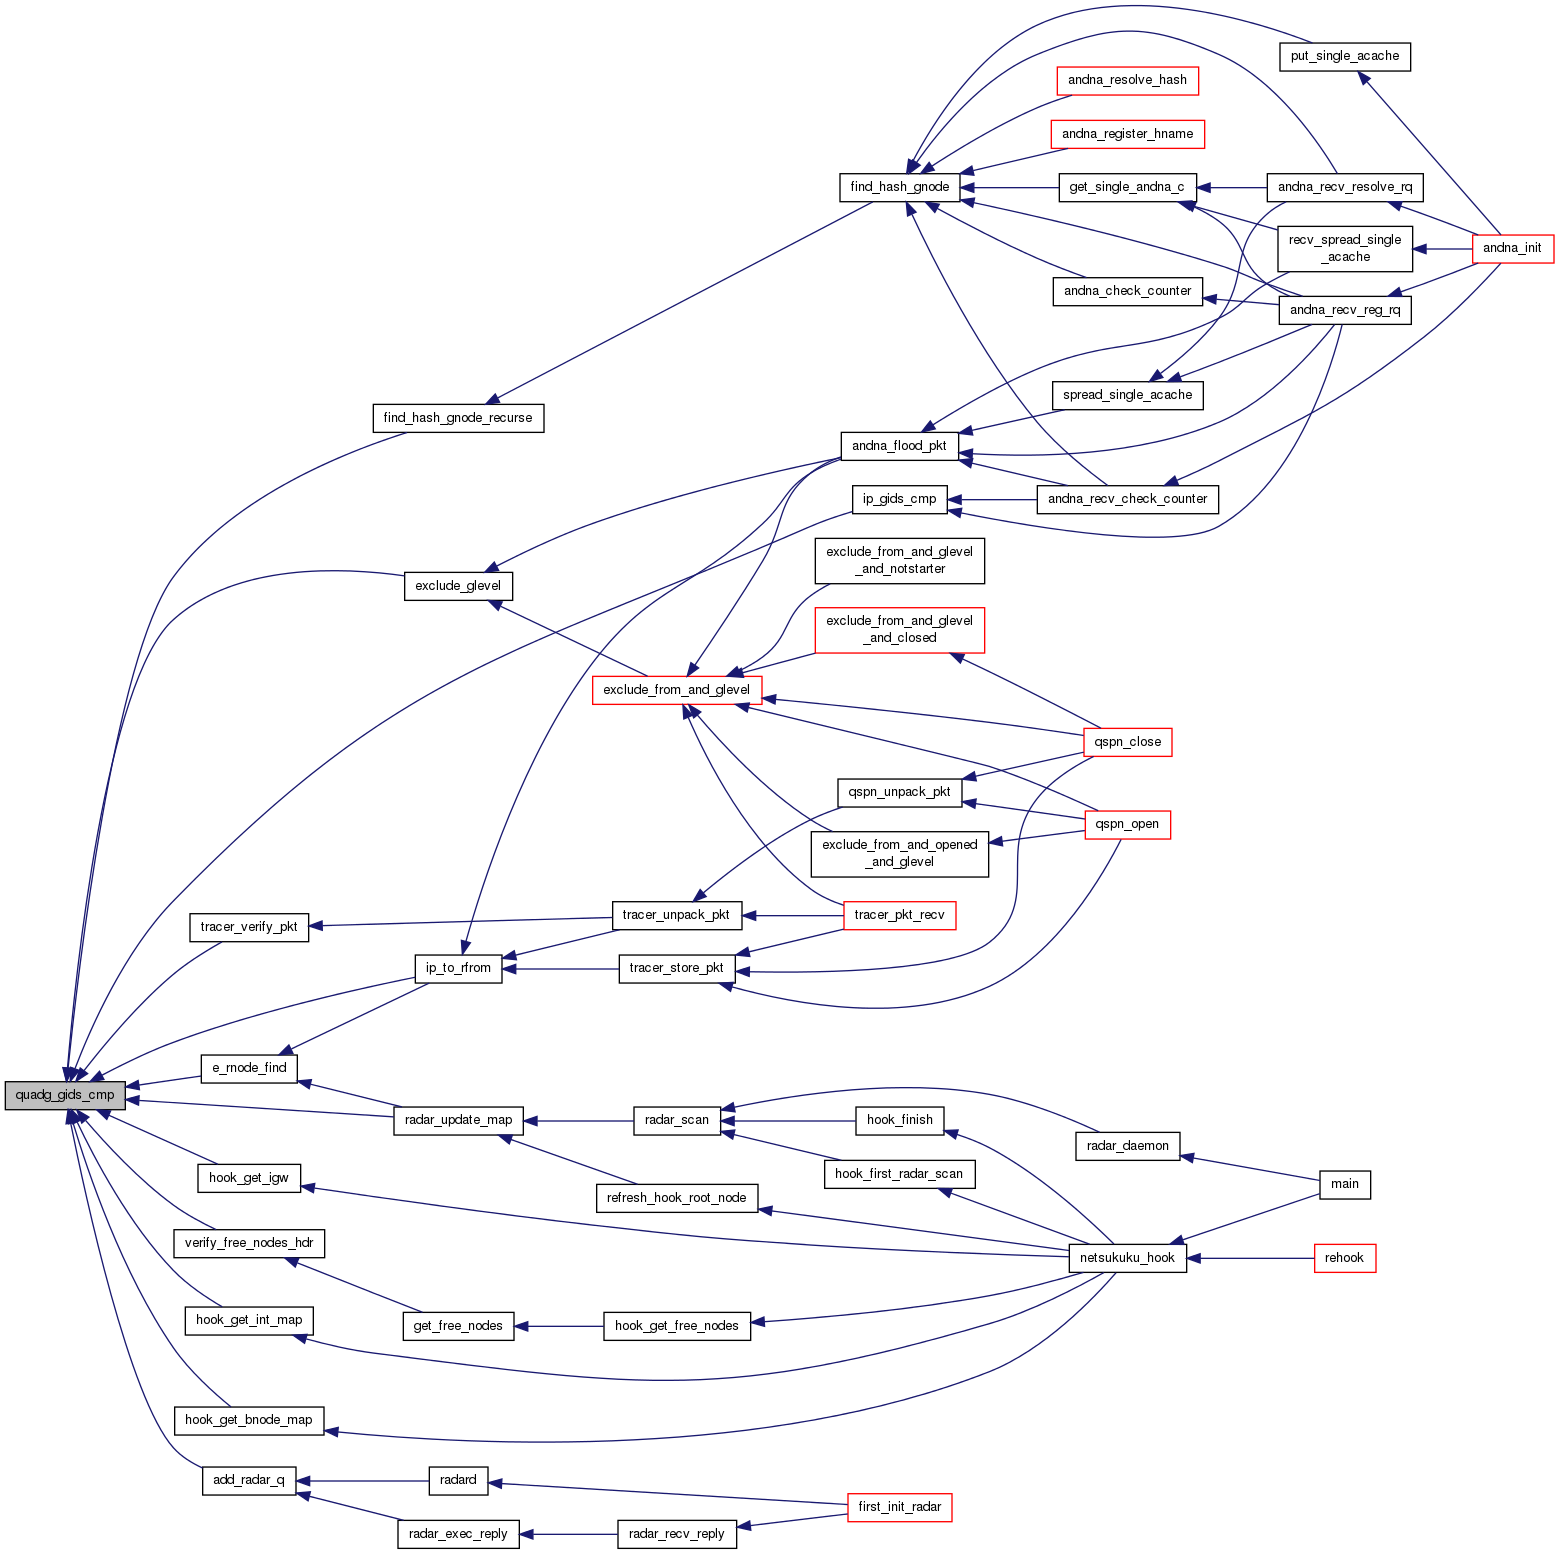 put_single_acache
andna_resolve_hash
andna_register_hname
find_hash_gnode
get_single_andna_c
andna_recv_resolve_rq
recv_spread_single
_acache
andna_init
andna_check_counter
andna_recv_reg_rq
spread_single_acache
find_hash_gnode_recurse
andna_flood_pkt
ip_gids_cmp
andna_recv_check_counter
exclude_from_and_glevel
_and_notstarter
exclude_glevel
exclude_from_and_glevel
_and_closed
exclude_from_and_glevel
qspn_close
qspn_unpack_pkt
qspn_open
exclude_from_and_opened
_and_glevel
tracer_verify_pkt
tracer_unpack_pkt
tracer_pkt_recv
ip_to_rfrom
tracer_store_pkt
e_rnode_find
quadg_gids_cmp
radar_update_map
radar_scan
hook_finish
radar_daemon
hook_get_igw
hook_first_radar_scan
main
refresh_hook_root_node
verify_free_nodes_hdr
netsukuku_hook
rehook
hook_get_int_map
get_free_nodes
hook_get_free_nodes
hook_get_bnode_map
add_radar_q
radard
first_init_radar
radar_exec_reply
radar_recv_reply